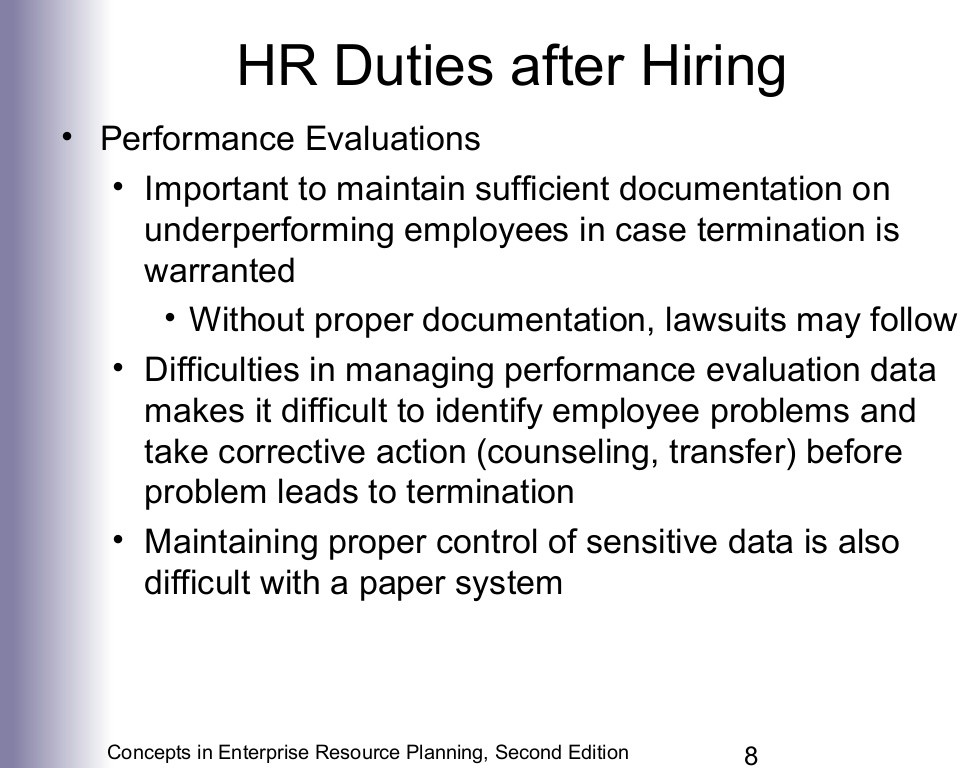 HR Duties after Hiring
• Performance Evaluations
• Important to maintain sufficient documentation on
underperforming employees in case termination is
warranted
• Without proper documentation, lawsuits may follow
• Difficulties in managing performance evaluation data
makes it difficult to identify employee problems and
take corrective action (counseling, transfer) before
problem leads to termination
• Maintaining proper control of sensitive data is also
difficult with a paper system
Concepts in Enterprise Resource Planning, Second Edition
8